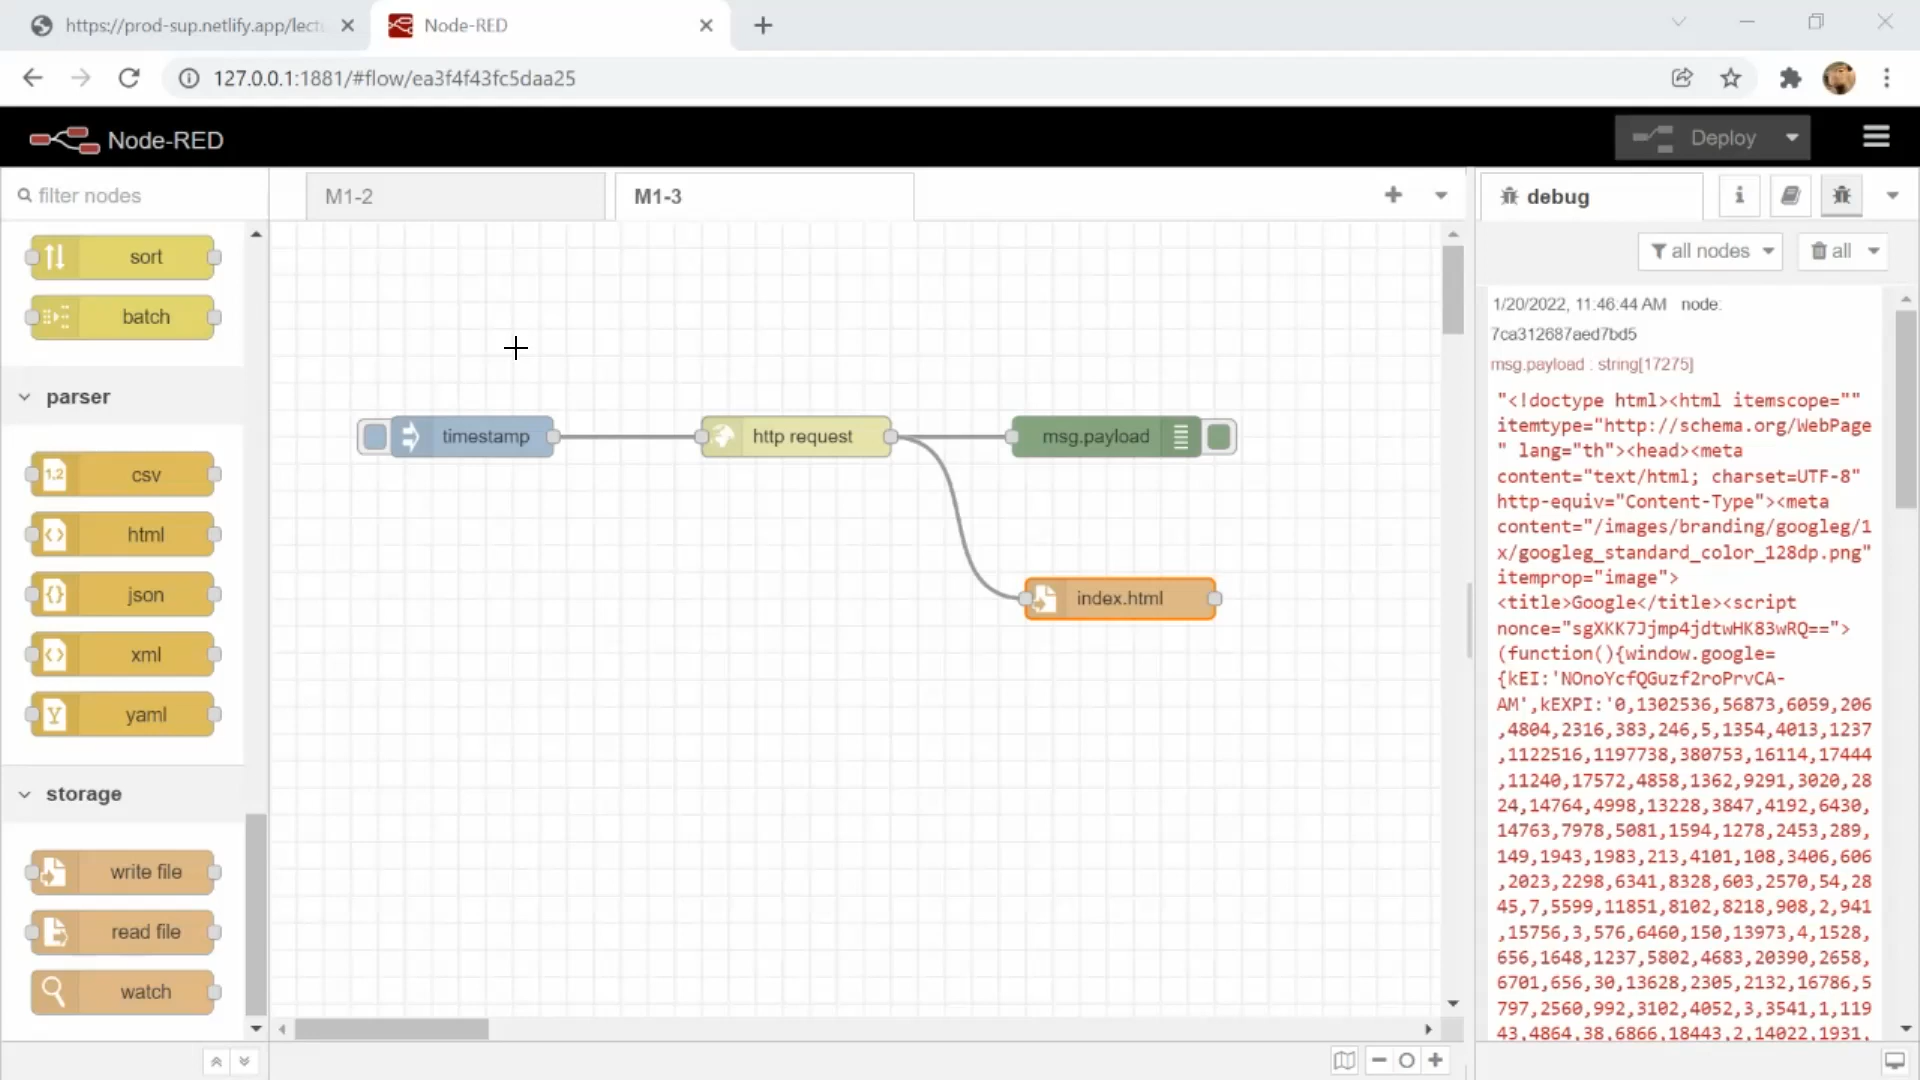 https://prod-sup.netlify.app/lectu
Node-RED
127.0.0.1:1881/#flow/ea3f4f43fc5daa25
Node-RED
Deploy
filter nodes
M1-2
M1-3
debug
i
all nodes
all
sort
batch
parser
csv
html
json
xml
yaml
storage
write file
read file
watch
timestamp
http request
msg.payload
index.html
1/20/2022, 11:46:44 AM node:
7ca312687aed7bd5
msg.payload : string[17275]
"<!doctype html><html itemscope=""
itemtype="http://schema.org/WebPage
" lang="th"><head><meta
content="text/html; charset=UTF-8"
http-equiv="Content-Type"><meta
content="/images/branding/googleg/1
x/googleg_standard_color_128dp.png"
itemprop="image">
<title>Google</title><script
nonce="sgXKK7Jjmp4jdtwHK83wRQ==">
(function(){window.google=
{kEI:'NOnoYcfQGuzf2roPrvCA-
AM',kEXPI:'0,1302536,56873,6059,206
,4804,2316,383,246,5,1354,4013,1237
,1122516,1197738,380753,16114,17444
,11240,17572,4858,1362,9291,3020,28
24,14764,4998,13228,3847,4192,6430,
14763,7978,5081,1594,1278,2453,289,
149,1943,1983,213,4101,108,3406,606
,2023,2298,6341,8328,603,2570,54,28
45,7,5599,11851,8102,8218,908,2,941
,15756,3,576,6460,150,13973,4,1528,
656,1648,1237,5802,4683,20390,2658,
6701,656,30,13628,2305,2132,16786,5
797,2560,992,3102,4052,3,3541,1,119
43,4864,38,6866,18443,2,14022,1931,